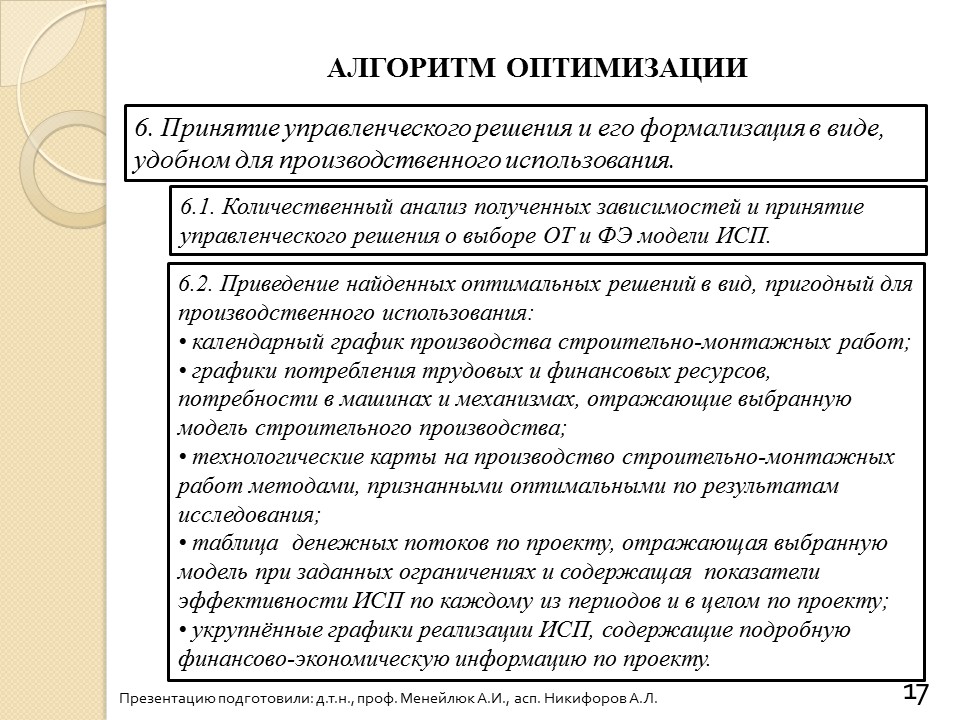 АЛГОРИТМ ОПТИМИЗАЦИИ
6. Принятие управленческого решения и его формализация в виде,
удобном для производственного использования.
6.1. Количественный анализ полученных зависимостей и принятие
управленческого решения о выборе ОТ и ФЭ модели ИСП.
6.2. Приведение найденных оптимальных решений в вид, пригодный для
производственного использования:
• календарный график производства строительно-монтажных работ;
• графики потребления трудовых и финансовых ресурсов,
потребности в машинах и механизмах, отражающие выбранную
модель строительного производства;
• технологические карты на производство строительно-монтажных
работ методами, признанными оптимальными по результатам
исследования;
• таблица денежных потоков по проекту, отражающая выбранную
модель при заданных ограничениях и содержащая показатели
эффективности ИСП по каждому из периодов и в целом по проекту;
• укрупнённые графики реализации ИСП, содержащие подробную
финансово-экономическую информацию по проекту.
Презентацию подготовили: д.т.н., проф. Менейлюк А.И., асп. Никифоров А.Л.
17